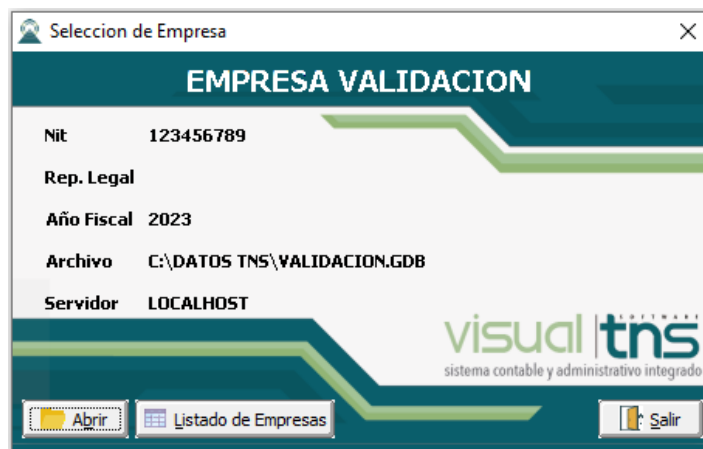 Seleccion de Empresa
EMPRESA VALIDACION
Nit 123456789
Rep. Legal
Año Fiscal 2023
Archivo C:\DATOS TNS\VALIDACION.GDB
Servidor LOCALHOST
SOFTWARE
visual tns
sistema contable y administrativo integrado
Abrir Listado de Empresas Salir